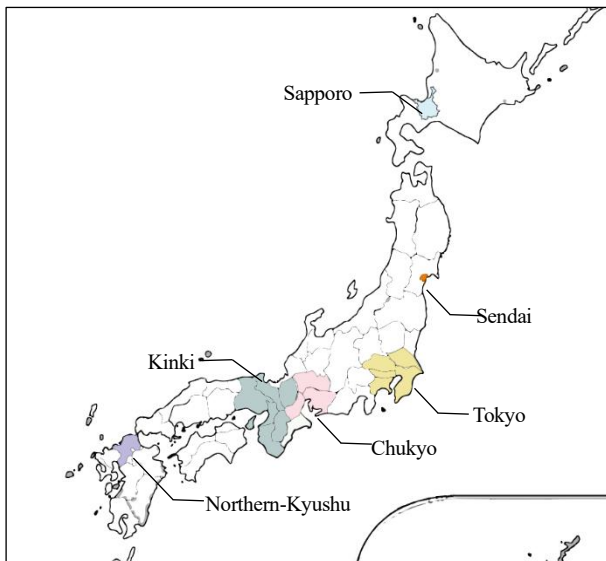 Sapporo
Sendai
Kinki
Tokyo
Chukyo
Northern-Kyushu